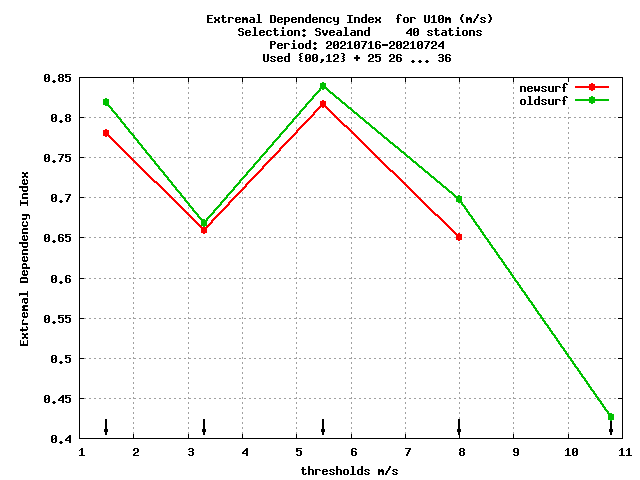 Extremal Dependency Index  for U10m (m/s)
Selection: Svealand     40 stations
Period: 20210716-20210724
Used {00,12} + 25 26 ... 36
newsurf
oldsurf
0.85
0.8
0.75
0.7
0.65
0.6
0.55
0.5
0.45
0.4
Extremal Dependency Index
1 2 3 4 5 6 7 8 9 10 11
thresholds m/s